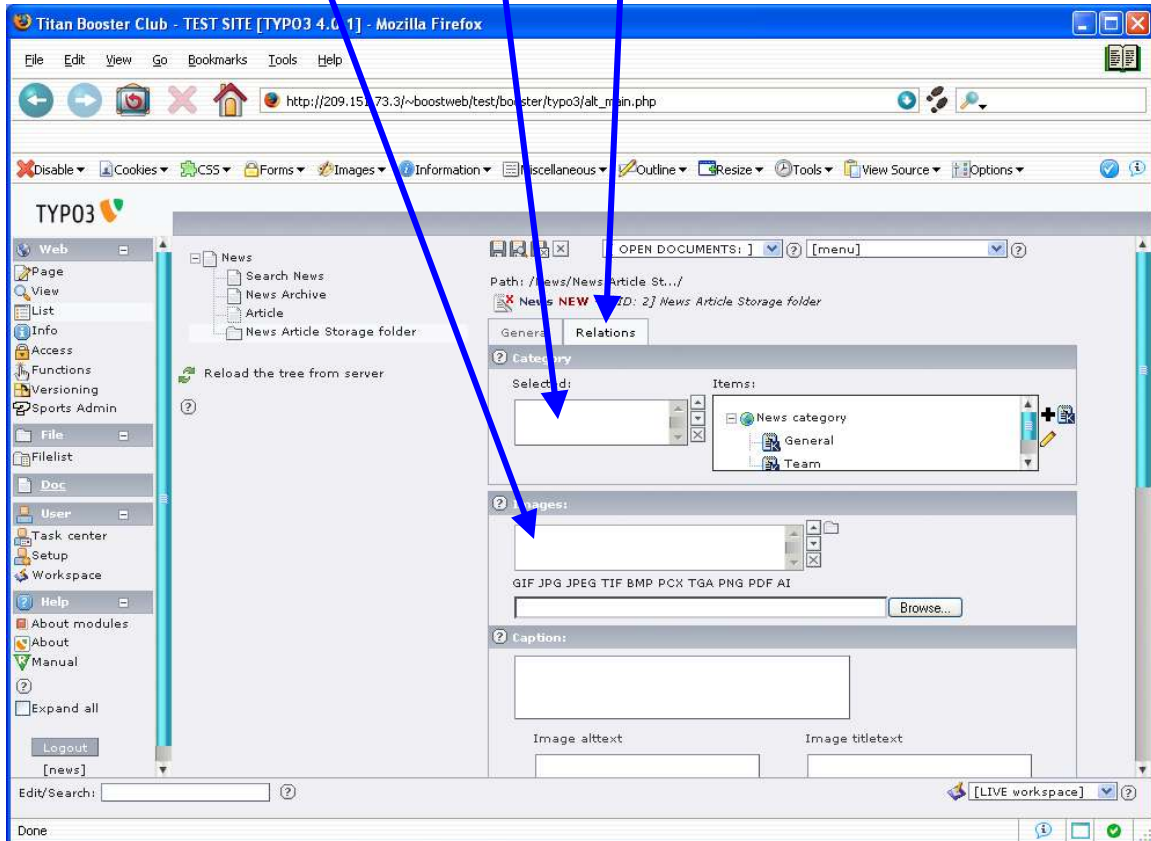 Titan Booster Club - TEST SITE [TYPO3 4.0.1] - Mozilla Firefox
File Edit View Go Bookmarks Tools Help
http://209.151.73.3/~boostweb/test/booster/typo3/alt_main.php
Disable Cookies CSS Forms Images Information Miscellaneous Outline Resize Tools View Source Options
TYPO3
Web
Page
View
List
Info
Access
Functions
Versioning
Sports Admin
File
Filelist
Doc
User
Task center
Setup
Workspace
Help
About modules
About
Manual
Expand all
Logout
[news]
News
Search News
News Archive
Article
News Article Storage folder
Reload the tree from server
[ OPEN DOCUMENTS: ] [menu]
Path: /News/News Article St.../
News NEW ID: 2] News Article Storage folder
General Relations
Category
Selected: Items:
News category
General
Team
Images:
GIF JPG JPEG TIF BMP PCX TGA PNG PDF AI
Browse...
Caption:
Image alttext Image titletext
Edit/Search: [LIVE workspace]
Done